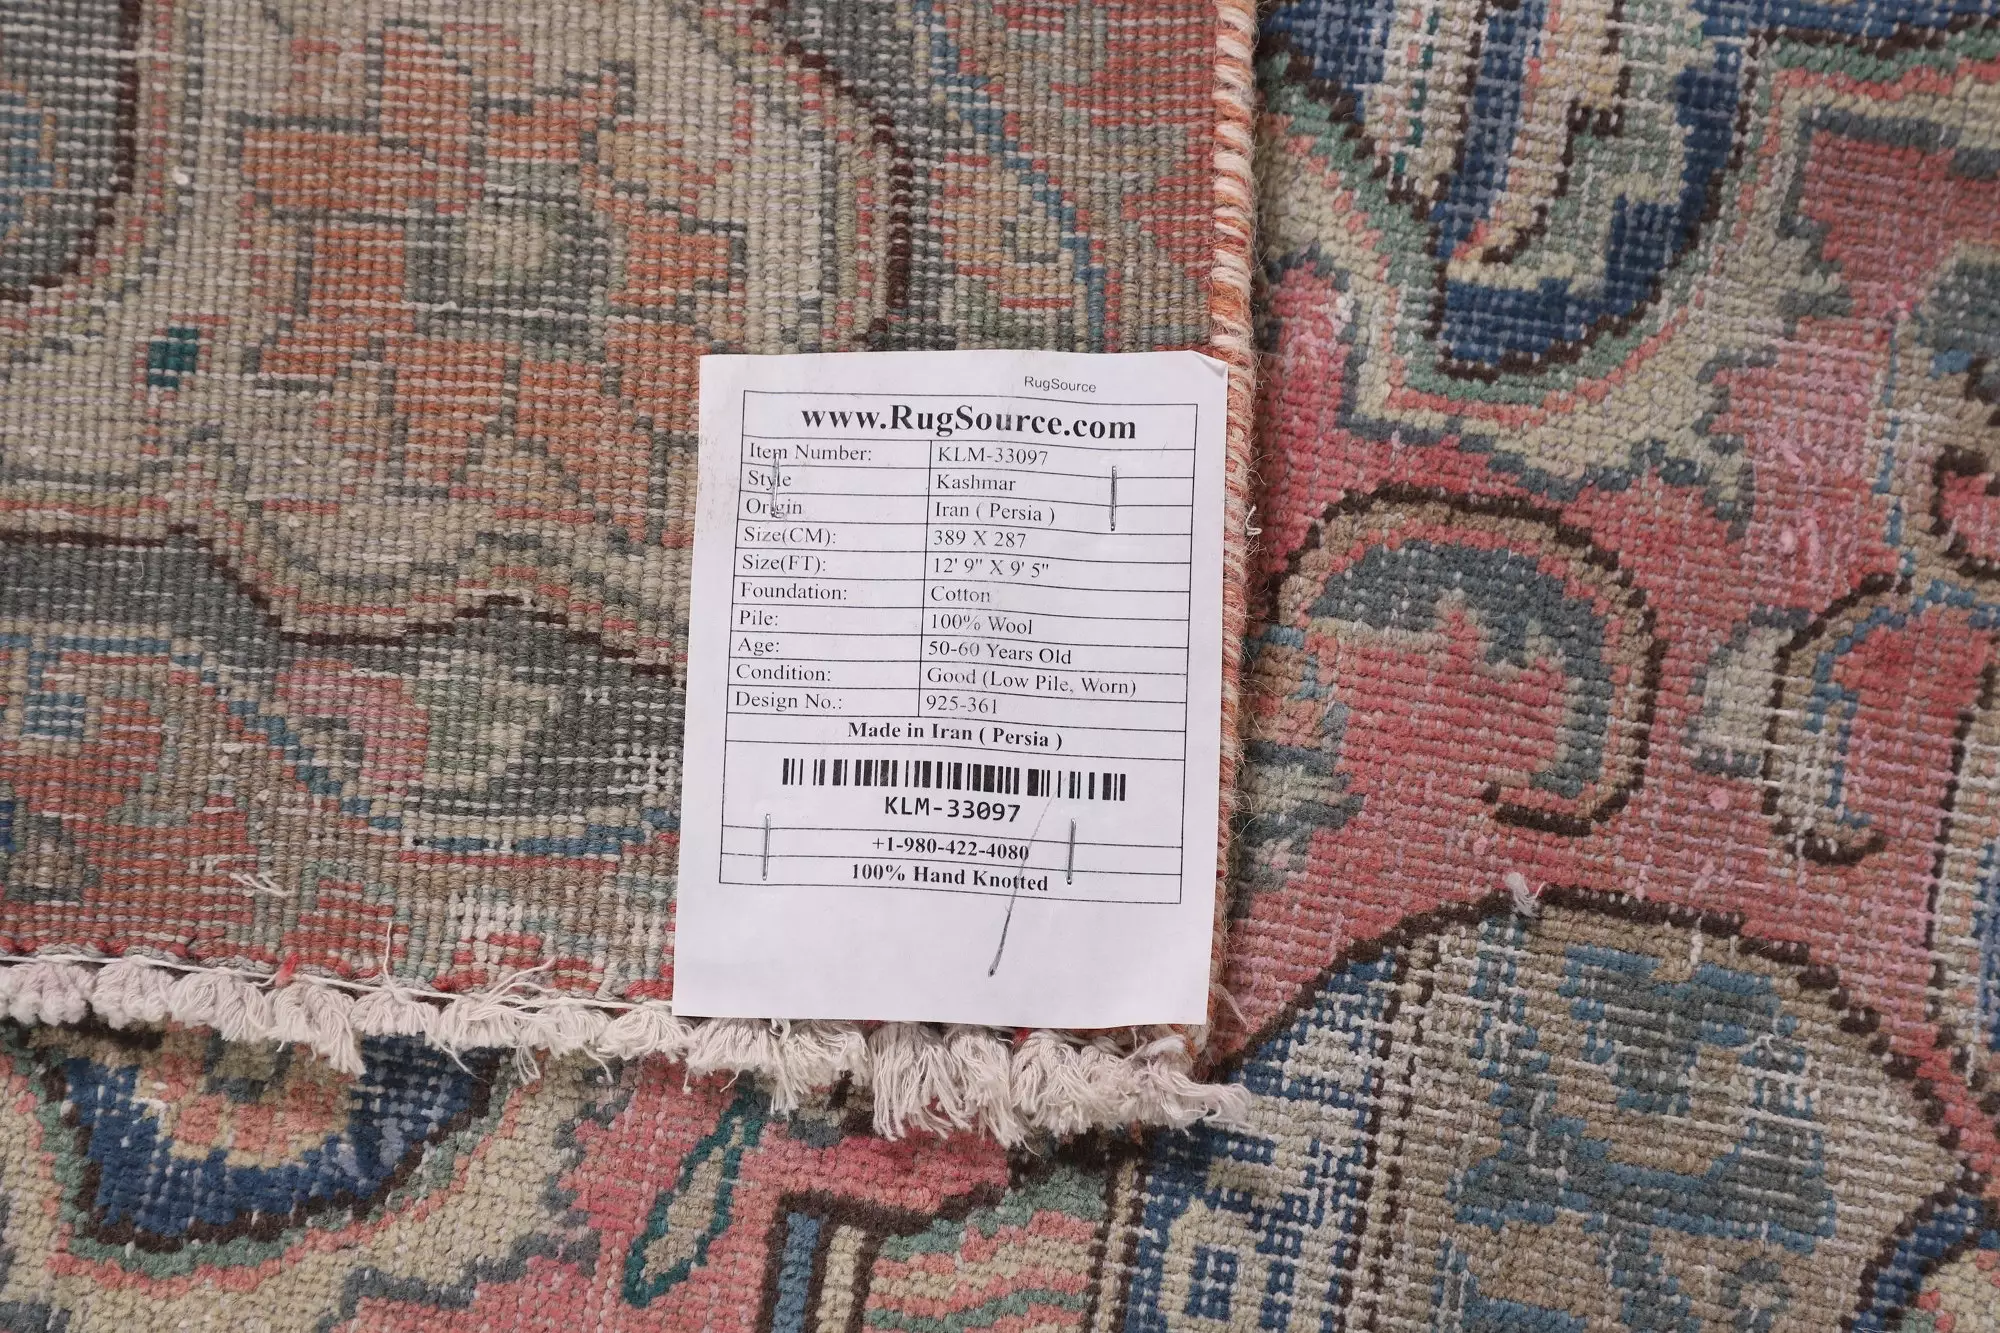 RugSource
www.RugSource.com
Item Number: KLM-33097
Style Kashmar
Origin Iran ( Persia )
Size(CM): 389 X 287
Size(FT): 12' 9" X 9' 5"
Foundation: Cotton
Pile: 100% Wool
Age: 50-60 Years Old
Condition: Good (Low Pile, Worn)
Design No.: 925-361
Made in Iran ( Persia )
KLM-33097
+1-980-422-4080
100% Hand Knotted